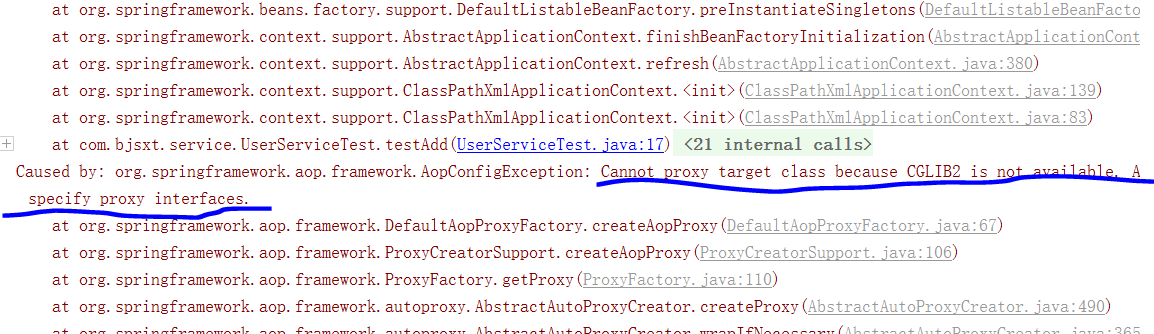 at org.springframework.beans.factory.support.DefaultListableBeanFactory.preInstantiateSingletons(DefaultListableBeanFacto
at org.springframework.context.support.AbstractApplicationContext.finishBeanFactoryInitialization(AbstractApplicationCont
at org.springframework.context.support.AbstractApplicationContext.refresh(AbstractApplicationContext.java:380)
at org.springframework.context.support.ClassPathXmlApplicationContext.<init>(ClassPathXmlApplicationContext.java:139)
at org.springframework.context.support.ClassPathXmlApplicationContext.<init>(ClassPathXmlApplicationContext.java:83)
at com.bjsxt.service.UserServiceTest.testAdd(UserServiceTest.java:17) <21 internal calls>
Caused by: org.springframework.aop.framework.AopConfigException: Cannot proxy target class because CGLIB2 is not available. A
specify proxy interfaces.
at org.springframework.aop.framework.DefaultAopProxyFactory.createAopProxy(DefaultAopProxyFactory.java:67)
at org.springframework.aop.framework.ProxyCreatorSupport.createAopProxy(ProxyCreatorSupport.java:106)
at org.springframework.aop.framework.ProxyFactory.getProxy(ProxyFactory.java:110)
at org.springframework.aop.framework.autoproxy.AbstractAutoProxyCreator.createProxy(AbstractAutoProxyCreator.java:490)
at org.springframework.aop.framework.autoproxy.AbstractAutoProxyCreator.wrapIfNecessary(AbstractAutoProxyCreator.java:365